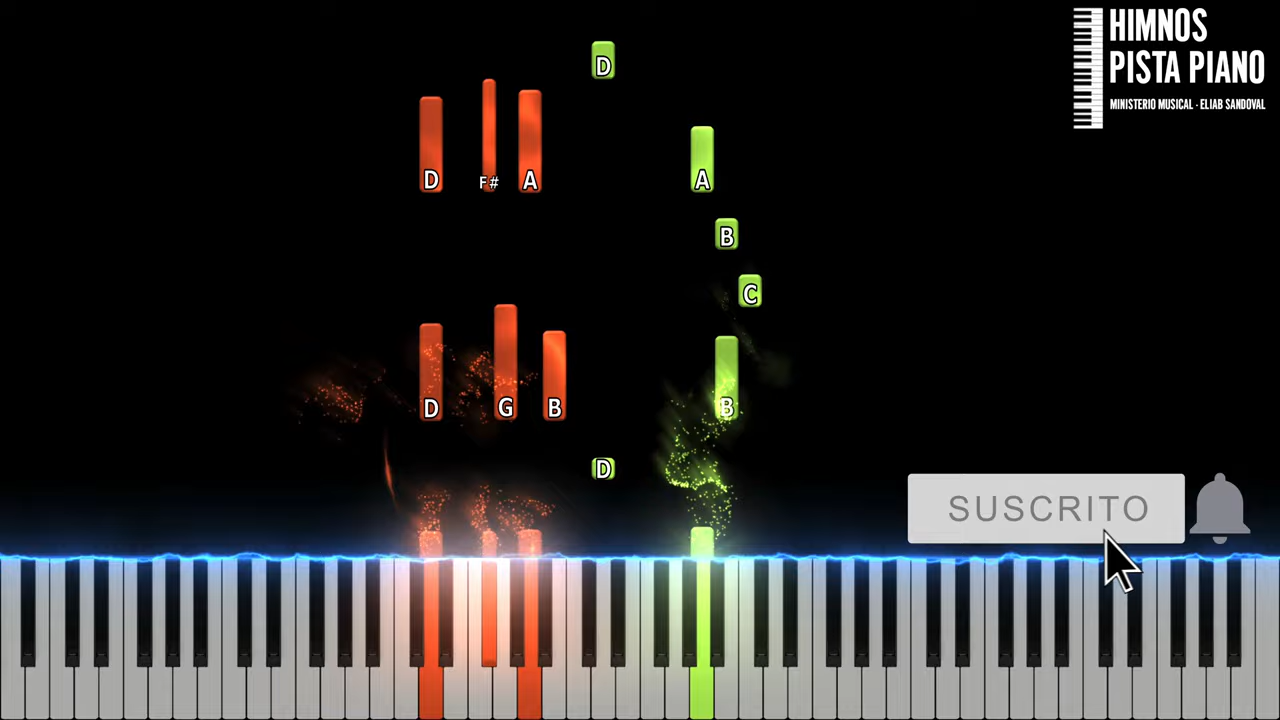 HIMNOS
PISTA PIANO
MINISTERIO MUSICAL - ELIAB SANDOVAL
D
D
F#
A
A
B
C
D
G
B
B
D
SUSCRITO